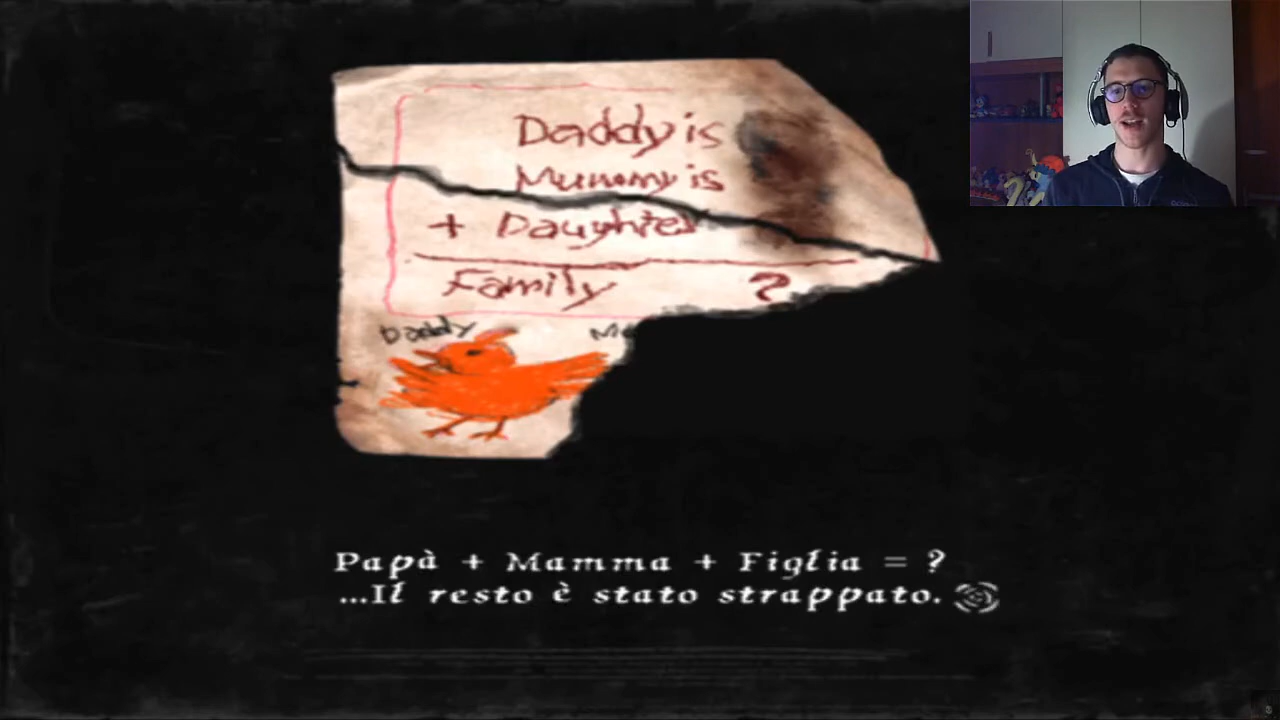 Daddy is
Mummy is
+ Daughter
Family ?
Daddy
Papà + Mamma + Figlia = ?
...Il resto è stato strappato.